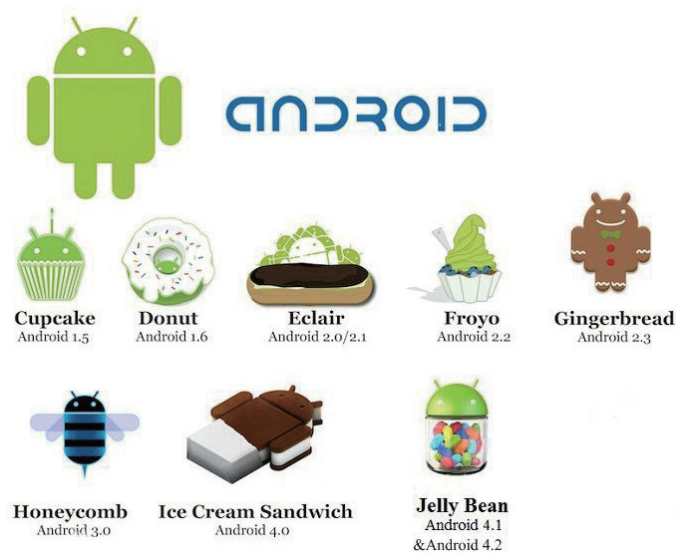 ANDROID
Cupcake
Android 1.5
Donut
Android 1.6
Eclair
Android 2.0/2.1
Froyo
Android 2.2
Gingerbread
Android 2.3
Honeycomb
Android 3.0
Ice Cream Sandwich
Android 4.0
Jelly Bean
Android 4.1
&Android 4.2